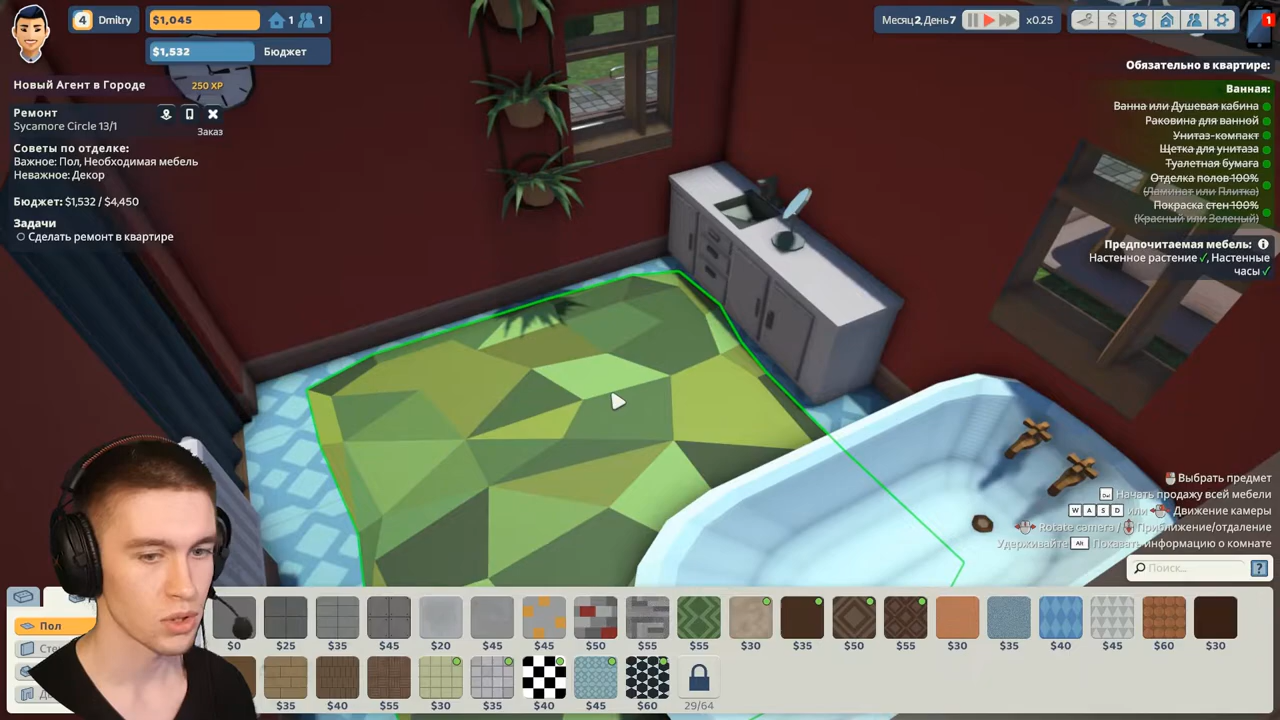 4 Dmitry
$1,045
1 1
$1,532 Бюджет
Месяц 2, День 7
x0.25
1
Новый Агент в Городе
250 XP
Ремонт
Sycamore Circle 13/1
Заказ
Советы по отделке:
Важное: Пол, Необходимая мебель
Неважное: Декор
Бюджет: $1,532 / $4,450
Задачи
Сделать ремонт в квартире
Обязательно в квартире:
Ванная:
Ванна или Душевая кабина
Раковина для ванной
Унитаз-компакт
Щетка для унитаза
Туалетная бумага
Отделка полов 100%
(Ламинат или Плитка)
Покраска стен 100%
(Красный или Зеленый)
Предпочитаемая мебель:
Настенное растение ✓, Настенные
часы ✓
Выбрать предмет
Del Начать продажу всей мебели
W A S D или Движение камеры
Rotate camera / Приближение/отдаление
Удерживайте Alt Показать информацию о комнате
Поиск... ?
Пол
$0 $25 $35 $45 $20 $45 $45 $50 $55 $55 $30 $35 $50 $55 $30 $35 $40 $45 $60 $30
$35 $40 $55 $30 $35 $40 $45 $60 29/64